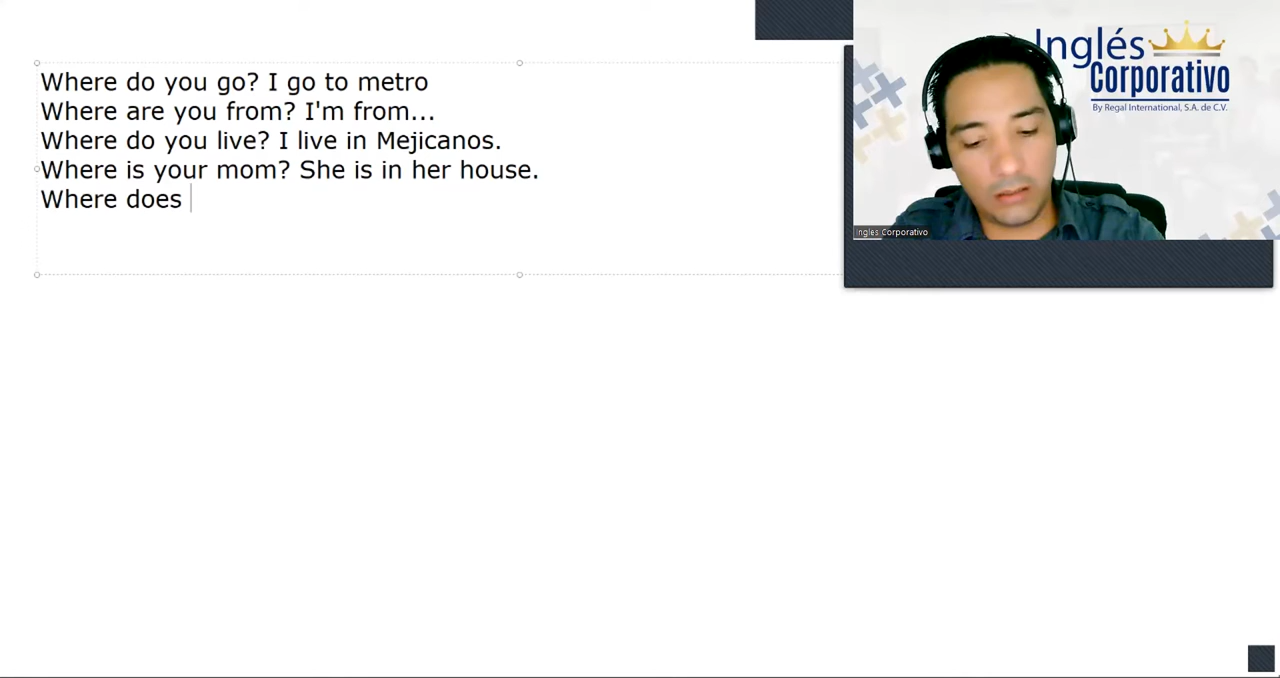 Where do you go? I go to metro
Where are you from? I'm from...
Where do you live? I live in Mejicanos.
Where is your mom? She is in her house.
Where does
Inglés
Corporativo
By Regal International, S.A. de C.V.
Inglés Corporativo